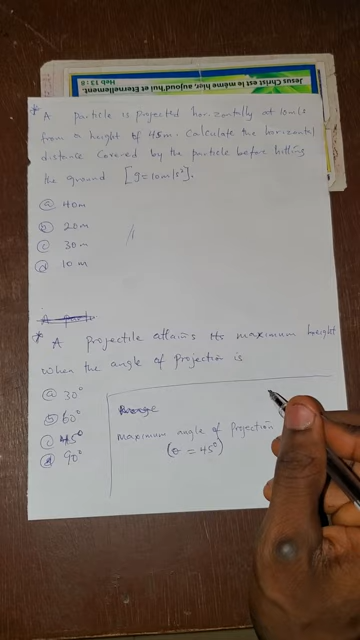 Jesus Christ est le même hier, aujourd'hui et Eternellement.
Heb 13:8
* A particle is projected horizontally at 10m/s
from a height of 45m. Calculate the horizontal
distance covered by the particle before hitting
the ground [g=10m/s²].
(a) 40m
(b) 20m
(c) 30m
(d) 10m
* A projectile attains its maximum height
when the angle of projection is
(a) 30°
(b) 60°
(c) 45°
(d) 90°
Range
maximum angle of projection
(θ = 45°)